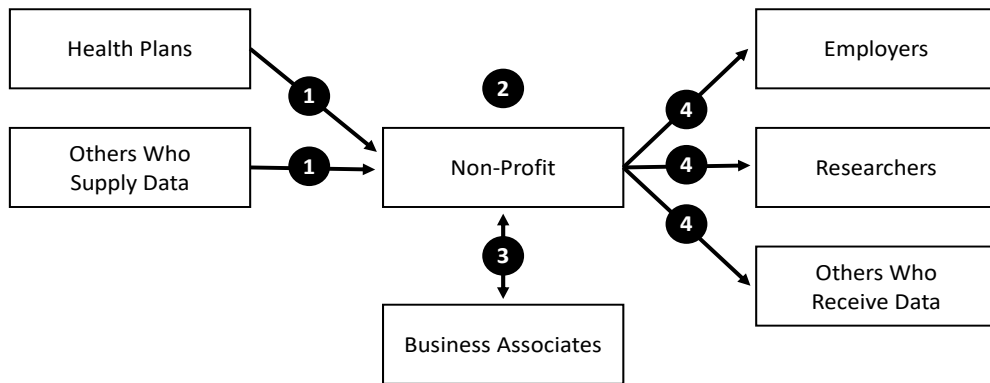 Health Plans
1
2
Employers
4
Others Who
Supply Data
1
Non-Profit
4
Researchers
4
3
Others Who
Receive Data
Business Associates